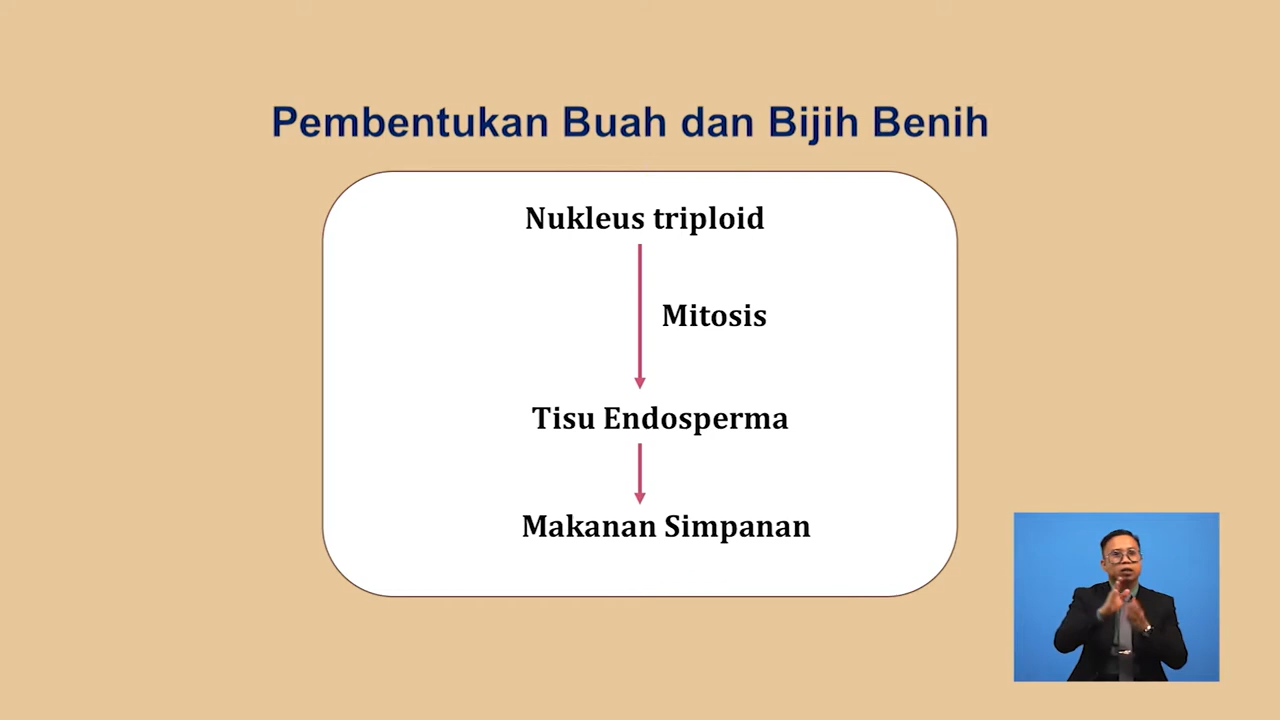 Pembentukan Buah dan Bijih Benih
Nukleus triploid
Mitosis
Tisu Endosperma
Makanan Simpanan